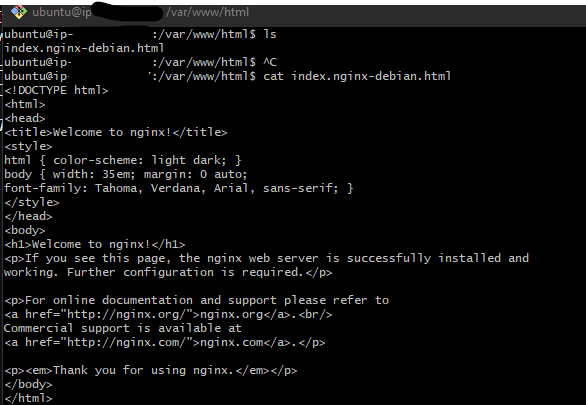 ubuntu@ip /var/www/html
ubuntu@ip- :/var/www/html$ ls
index.nginx-debian.html
ubuntu@ip- :/var/www/html$ ^C
ubuntu@ip- :/var/www/html$ cat index.nginx-debian.html
<!DOCTYPE html>
<html>
<head>
<title>Welcome to nginx!</title>
<style>
html { color-scheme: light dark; }
body { width: 35em; margin: 0 auto;
font-family: Tahoma, Verdana, Arial, sans-serif; }
</style>
</head>
<body>
<h1>Welcome to nginx!</h1>
<p>If you see this page, the nginx web server is successfully installed and
working. Further configuration is required.</p>

<p>For online documentation and support please refer to
<a href="http://nginx.org/">nginx.org</a>.<br/>
Commercial support is available at
<a href="http://nginx.com/">nginx.com</a>.</p>

<p><em>Thank you for using nginx.</em></p>
</body>
</html>